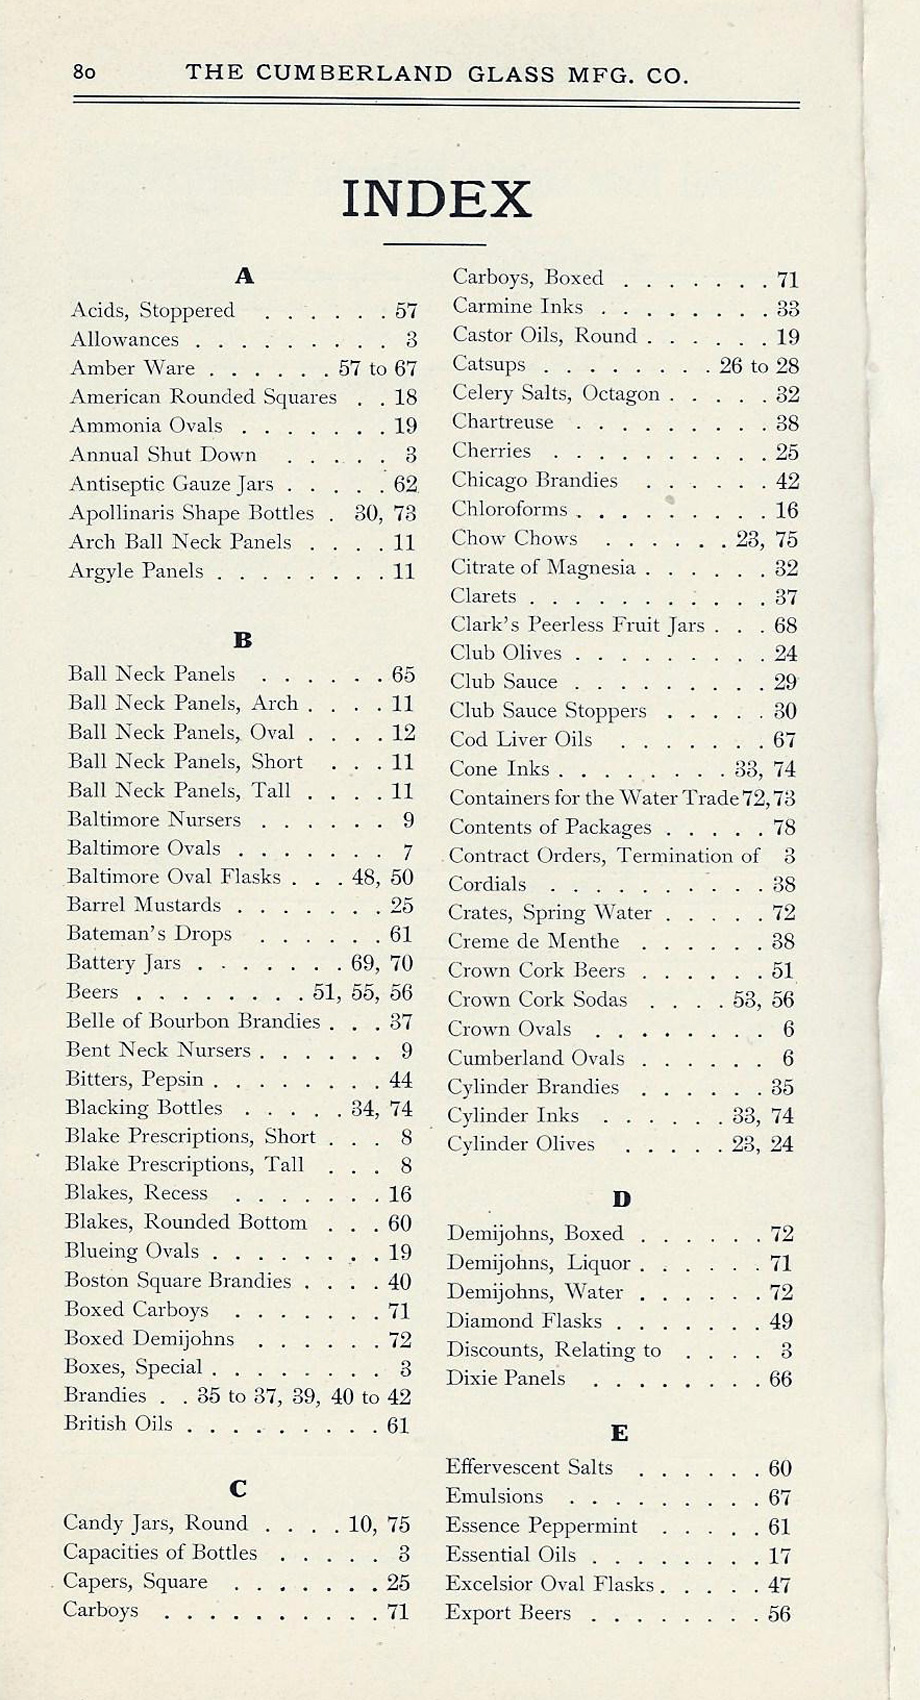 80 THE CUMBERLAND GLASS MFG. CO.
INDEX
A
Acids, Stoppered . . . . . . 57
Allowances . . . . . . . . . 3
Amber Ware . . . . . . 57 to 67
American Rounded Squares . . 18
Ammonia Ovals . . . . . . . 19
Annual Shut Down . . . . . 3
Antiseptic Gauze Jars . . . . . 62
Apollinaris Shape Bottles . 30, 73
Arch Ball Neck Panels . . . . 11
Argyle Panels . . . . . . . . 11
B
Ball Neck Panels . . . . . . 65
Ball Neck Panels, Arch . . . . 11
Ball Neck Panels, Oval . . . . 12
Ball Neck Panels, Short . . . 11
Ball Neck Panels, Tall . . . . 11
Baltimore Nursers . . . . . . 9
Baltimore Ovals . . . . . . . 7
Baltimore Oval Flasks . . . 48, 50
Barrel Mustards . . . . . . . 25
Bateman's Drops . . . . . . 61
Battery Jars . . . . . . . 69, 70
Beers . . . . . . . . 51, 55, 56
Belle of Bourbon Brandies . . . 37
Bent Neck Nursers . . . . . . 9
Bitters, Pepsin . . . . . . . . 44
Blacking Bottles . . . . . 34, 74
Blake Prescriptions, Short . . . 8
Blake Prescriptions, Tall . . . 8
Blakes, Recess . . . . . . . 16
Blakes, Rounded Bottom . . . 60
Blueing Ovals . . . . . . . . 19
Boston Square Brandies . . . . 40
Boxed Carboys . . . . . . . 71
Boxed Demijohns . . . . . . 72
Boxes, Special . . . . . . . . 3
Brandies . . 35 to 37, 39, 40 to 42
British Oils . . . . . . . . . 61
C
Candy Jars, Round . . . . 10, 75
Capacities of Bottles . . . . . 3
Capers, Square . . . . . . . 25
Carboys . . . . . . . . . . 71
Carboys, Boxed . . . . . . . 71
Carmine Inks . . . . . . . . 33
Castor Oils, Round . . . . . . 19
Catsups . . . . . . . . 26 to 28
Celery Salts, Octagon . . . . . 32
Chartreuse . . . . . . . . . 38
Cherries . . . . . . . . . . 25
Chicago Brandies . . . . . . 42
Chloroforms . . . . . . . . . 16
Chow Chows . . . . . . 23, 75
Citrate of Magnesia . . . . . . 32
Clarets . . . . . . . . . . . 37
Clark's Peerless Fruit Jars . . . 68
Club Olives . . . . . . . . . 24
Club Sauce . . . . . . . . . 29
Club Sauce Stoppers . . . . . 30
Cod Liver Oils . . . . . . . 67
Cone Inks . . . . . . . . 33, 74
Containers for the Water Trade 72, 73
Contents of Packages . . . . . 78
Contract Orders, Termination of 3
Cordials . . . . . . . . . . 38
Crates, Spring Water . . . . . 72
Creme de Menthe . . . . . . 38
Crown Cork Beers . . . . . . 51
Crown Cork Sodas . . . . 53, 56
Crown Ovals . . . . . . . . 6
Cumberland Ovals . . . . . . 6
Cylinder Brandies . . . . . . 35
Cylinder Inks . . . . . . 33, 74
Cylinder Olives . . . . . 23, 24
D
Demijohns, Boxed . . . . . . 72
Demijohns, Liquor . . . . . . 71
Demijohns, Water . . . . . . 72
Diamond Flasks . . . . . . . 49
Discounts, Relating to . . . . 3
Dixie Panels . . . . . . . . 66
E
Effervescent Salts . . . . . . 60
Emulsions . . . . . . . . . 67
Essence Peppermint . . . . . 61
Essential Oils . . . . . . . . 17
Excelsior Oval Flasks . . . . . 47
Export Beers . . . . . . . . 56